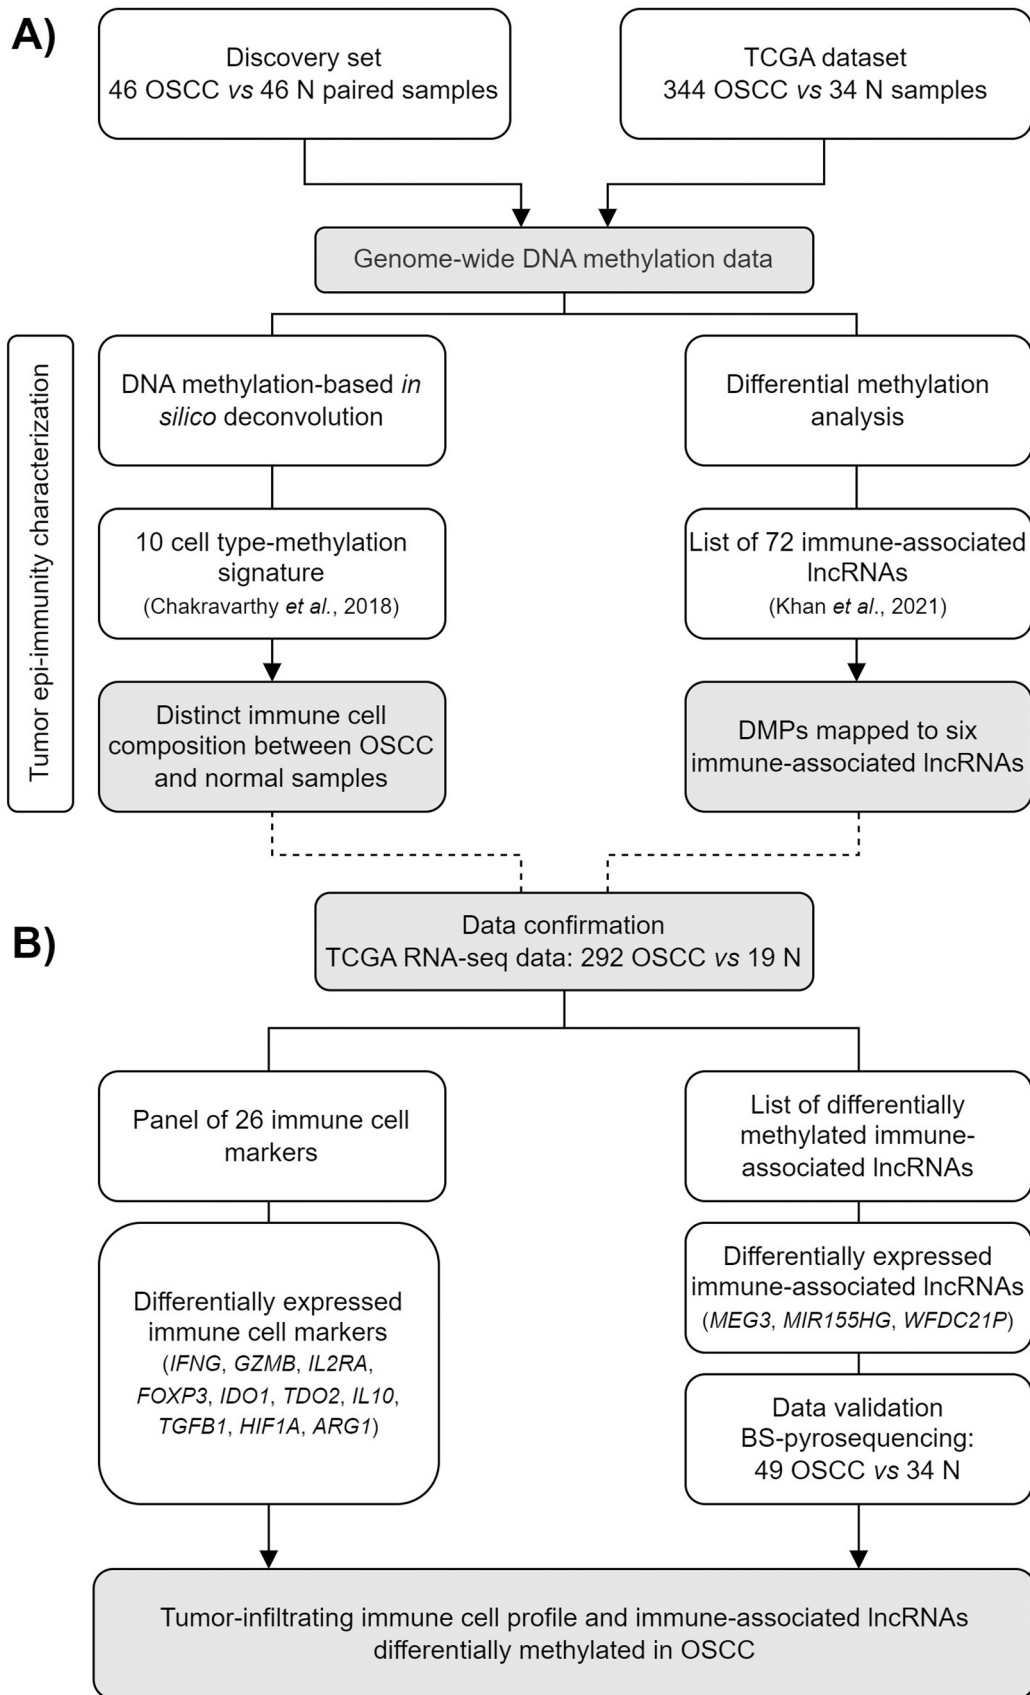 A)
Discovery set
46 OSCC vs 46 N paired samples
TCGA dataset
344 OSCC vs 34 N samples
Genome-wide DNA methylation data
Tumor epi-immunity characterization
DNA methylation-based in
silico deconvolution
Differential methylation
analysis
10 cell type-methylation
signature
(Chakravarthy et al., 2018)
List of 72 immune-associated
lncRNAs
(Khan et al., 2021)
Distinct immune cell
composition between OSCC
and normal samples
DMPs mapped to six
immune-associated lncRNAs
B)
Data confirmation
TCGA RNA-seq data: 292 OSCC vs 19 N
Panel of 26 immune cell
markers
List of differentially
methylated immune-
associated lncRNAs
Differentially expressed
immune cell markers
(IFNG, GZMB, IL2RA,
FOXP3, IDO1, TDO2, IL10,
TGFB1, HIF1A, ARG1)
Differentially expressed
immune-associated lncRNAs
(MEG3, MIR155HG, WFDC21P)
Data validation
BS-pyrosequencing:
49 OSCC vs 34 N
Tumor-infiltrating immune cell profile and immune-associated lncRNAs
differentially methylated in OSCC